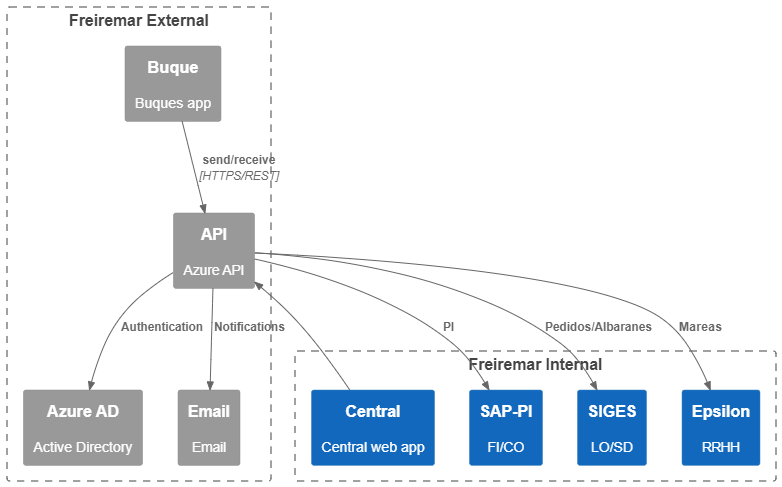 Freiremar External
Buque
Buques app
send/receive
[HTTPS/REST]
API
Azure API
Authentication
Notifications
PI
Pedidos/Albaranes
Mareas
Freiremar Internal
Azure AD
Active Directory
Email
Email
Central
Central web app
SAP-PI
FI/CO
SIGES
LO/SD
Epsilon
RRHH